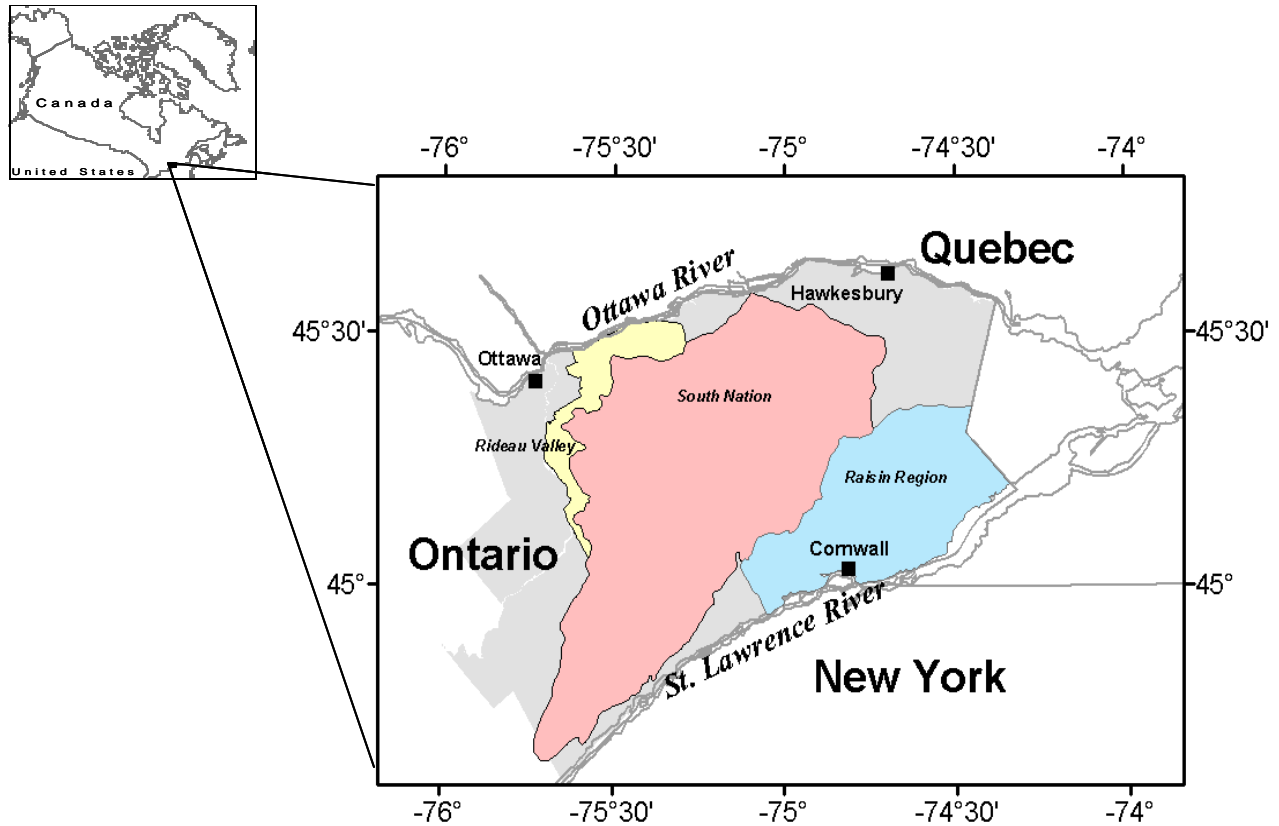 Canada
United States
-76° -75°30' -75° -74°30' -74°
Quebec
Ottawa River
Hawkesbury
45°30' 45°30'
Ottawa
South Nation
Rideau Valley
Raisin Region
Ontario
Cornwall
45° 45°
St. Lawrence River
New York
-76° -75°30' -75° -74°30' -74°